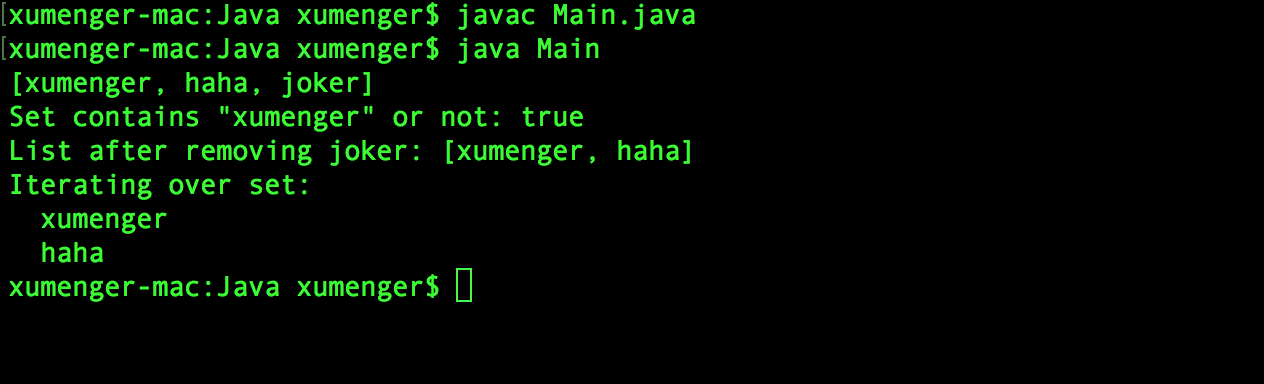 [xumenger-mac:Java xumenger$ javac Main.java
[xumenger-mac:Java xumenger$ java Main
[xumenger, haha, joker]
Set contains "xumenger" or not: true
List after removing joker: [xumenger, haha]
Iterating over set:
  xumenger
  haha
xumenger-mac:Java xumenger$